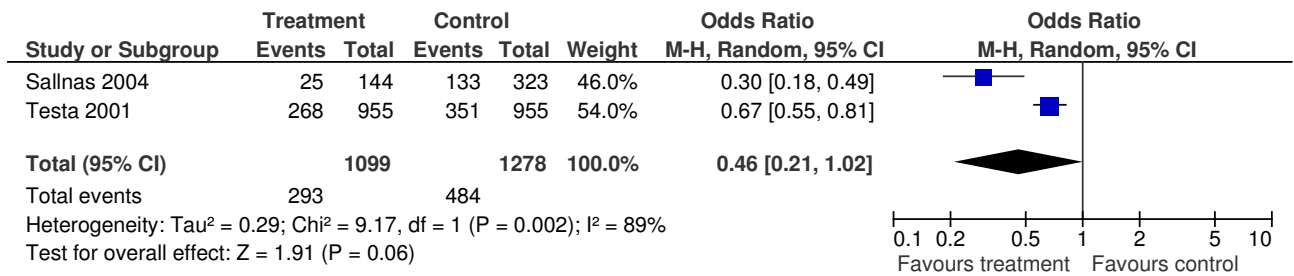 Treatment Control Odds Ratio Odds Ratio
Study or Subgroup Events Total Events Total Weight M-H, Random, 95% CI M-H, Random, 95% CI
Sallnas 2004 25 144 133 323 46.0% 0.30 [0.18, 0.49]
Testa 2001 268 955 351 955 54.0% 0.67 [0.55, 0.81]
Total (95% CI) 1099 1278 100.0% 0.46 [0.21, 1.02]
Total events 293 484
Heterogeneity: Tau² = 0.29; Chi² = 9.17, df = 1 (P = 0.002); I² = 89%
Test for overall effect: Z = 1.91 (P = 0.06)
0.1 0.2 0.5 1 2 5 10
Favours treatment Favours control